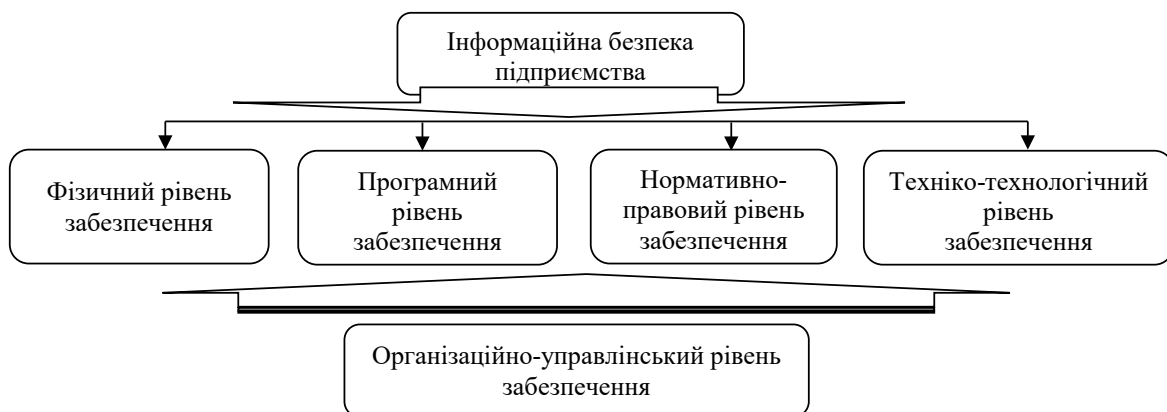 Інформаційна безпека
підприємства
Фізичний рівень
забезпечення
Програмний
рівень
забезпечення
Нормативно-
правовий рівень
забезпечення
Техніко-технологічний
рівень
забезпечення
Організаційно-управлінський рівень
забезпечення